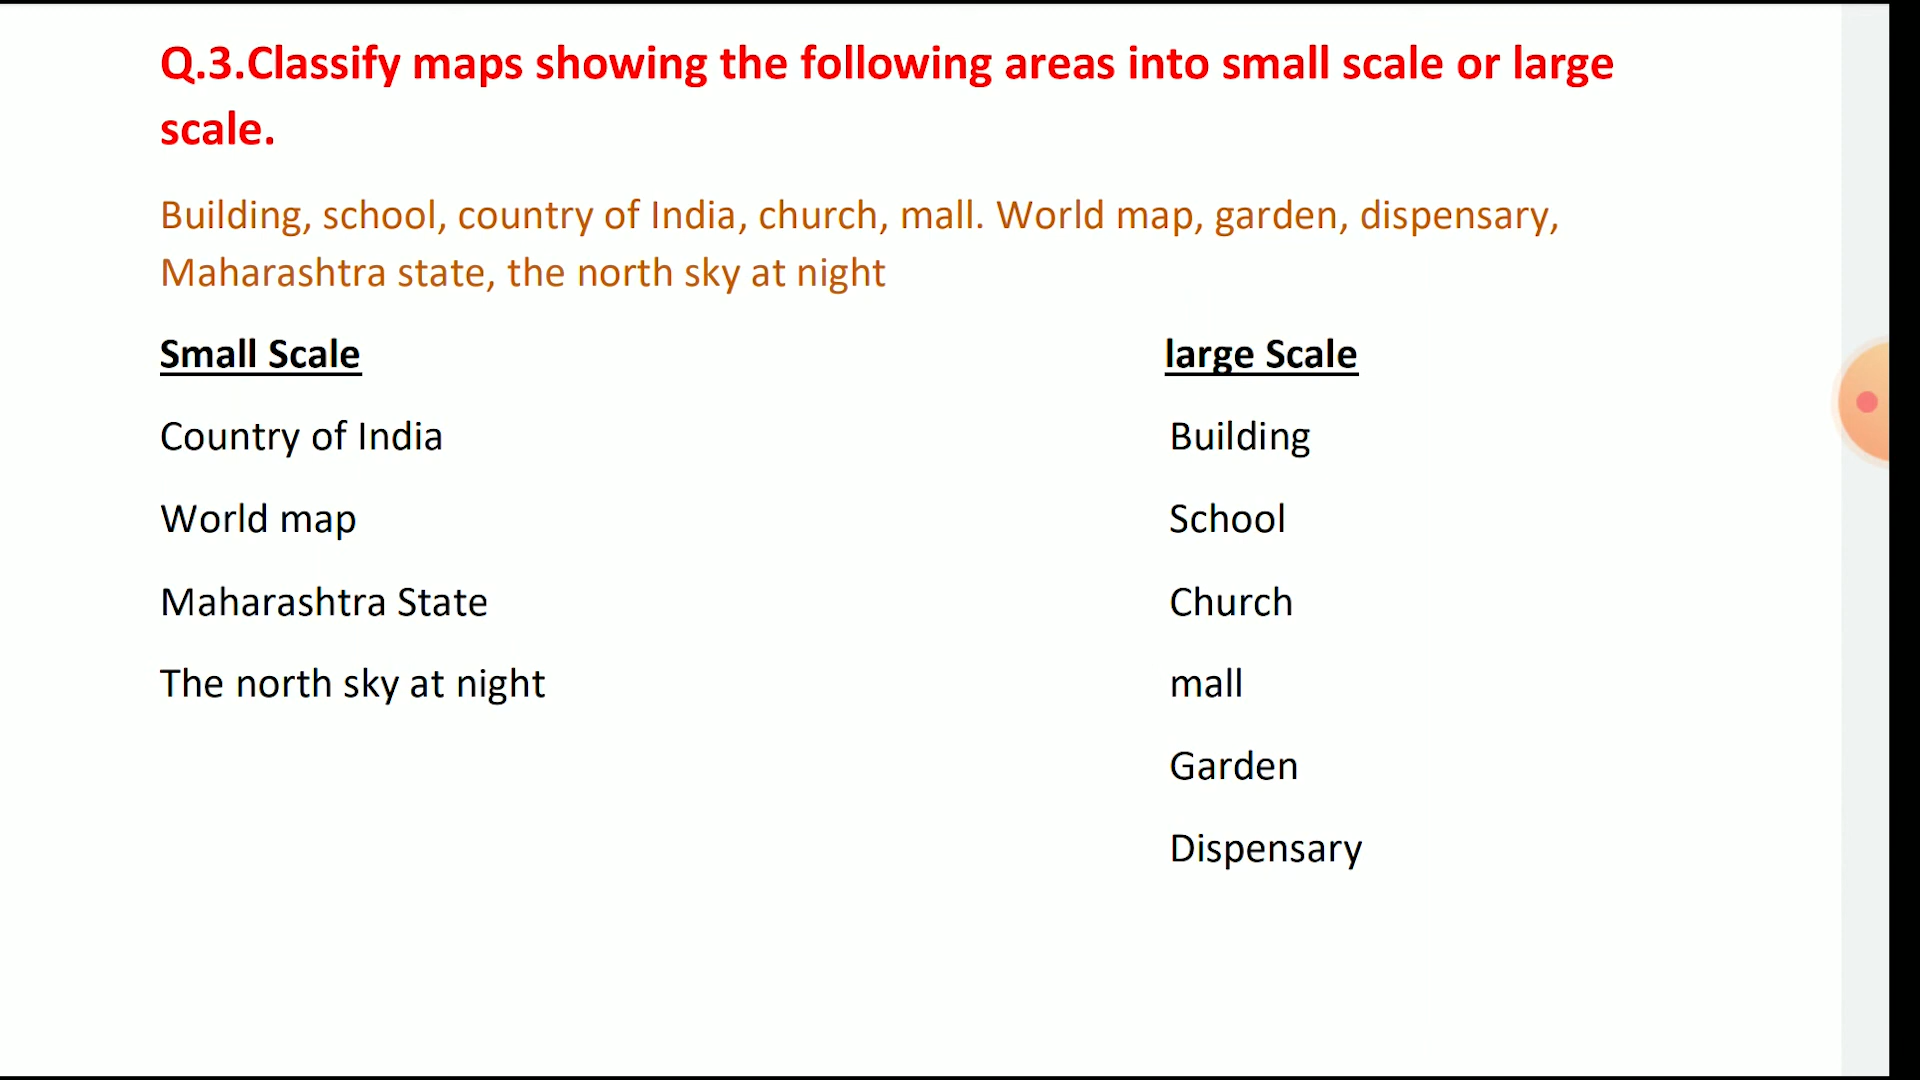 Q.3.Classify maps showing the following areas into small scale or large
scale.
Building, school, country of India, church, mall. World map, garden, dispensary,
Maharashtra state, the north sky at night
Small Scale large Scale
Country of India Building
World map School
Maharashtra State Church
The north sky at night mall
Garden
Dispensary